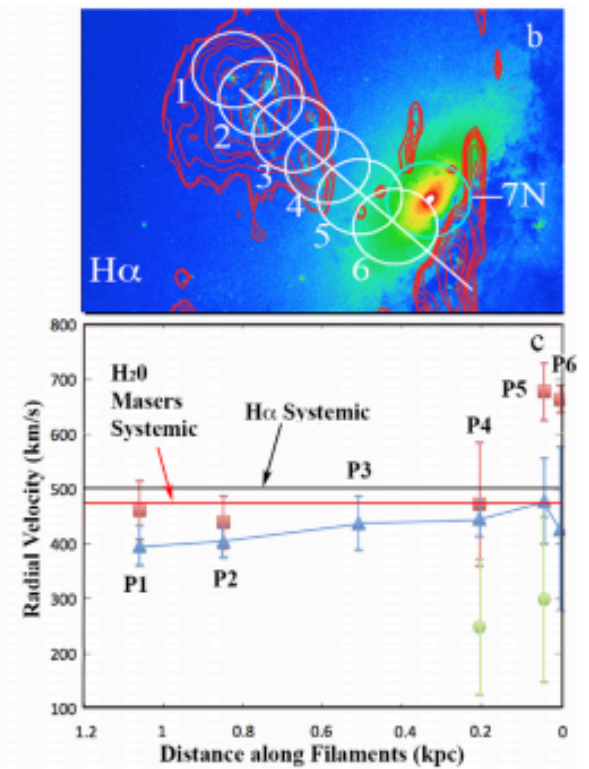 b
1
2
3
4
5
6
7N
Hα
c
800
700
600
500
400
300
200
100
H20
Masers
Systemic
Hα Systemic
P1
P2
P3
P4
P5
P6
Radial Velocity (km/s)
1.2
1
0.8
0.6
0.4
0.2
0
Distance along Filaments (kpc)